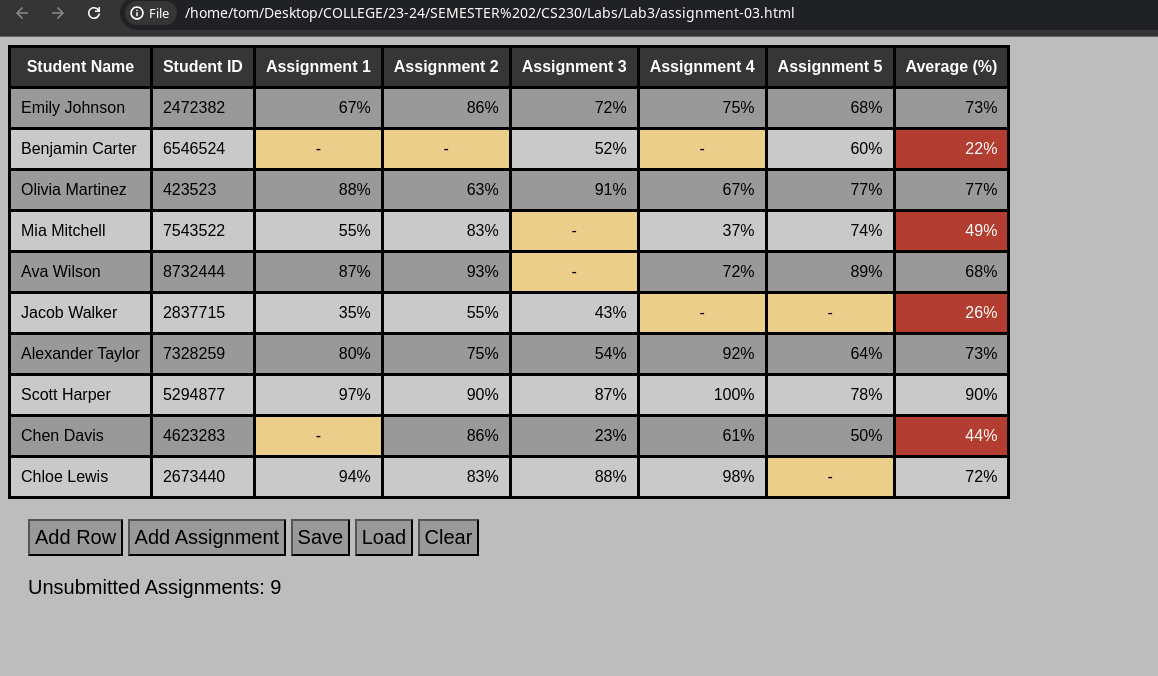 File /home/tom/Desktop/COLLEGE/23-24/SEMESTER%202/CS230/Labs/Lab3/assignment-03.html
Student Name Student ID Assignment 1 Assignment 2 Assignment 3 Assignment 4 Assignment 5 Average (%)
Emily Johnson 2472382 67% 86% 72% 75% 68% 73%
Benjamin Carter 6546524 - - 52% - 60% 22%
Olivia Martinez 423523 88% 63% 91% 67% 77% 77%
Mia Mitchell 7543522 55% 83% - 37% 74% 49%
Ava Wilson 8732444 87% 93% - 72% 89% 68%
Jacob Walker 2837715 35% 55% 43% - - 26%
Alexander Taylor 7328259 80% 75% 54% 92% 64% 73%
Scott Harper 5294877 97% 90% 87% 100% 78% 90%
Chen Davis 4623283 - 86% 23% 61% 50% 44%
Chloe Lewis 2673440 94% 83% 88% 98% - 72%
Add Row Add Assignment Save Load Clear
Unsubmitted Assignments: 9